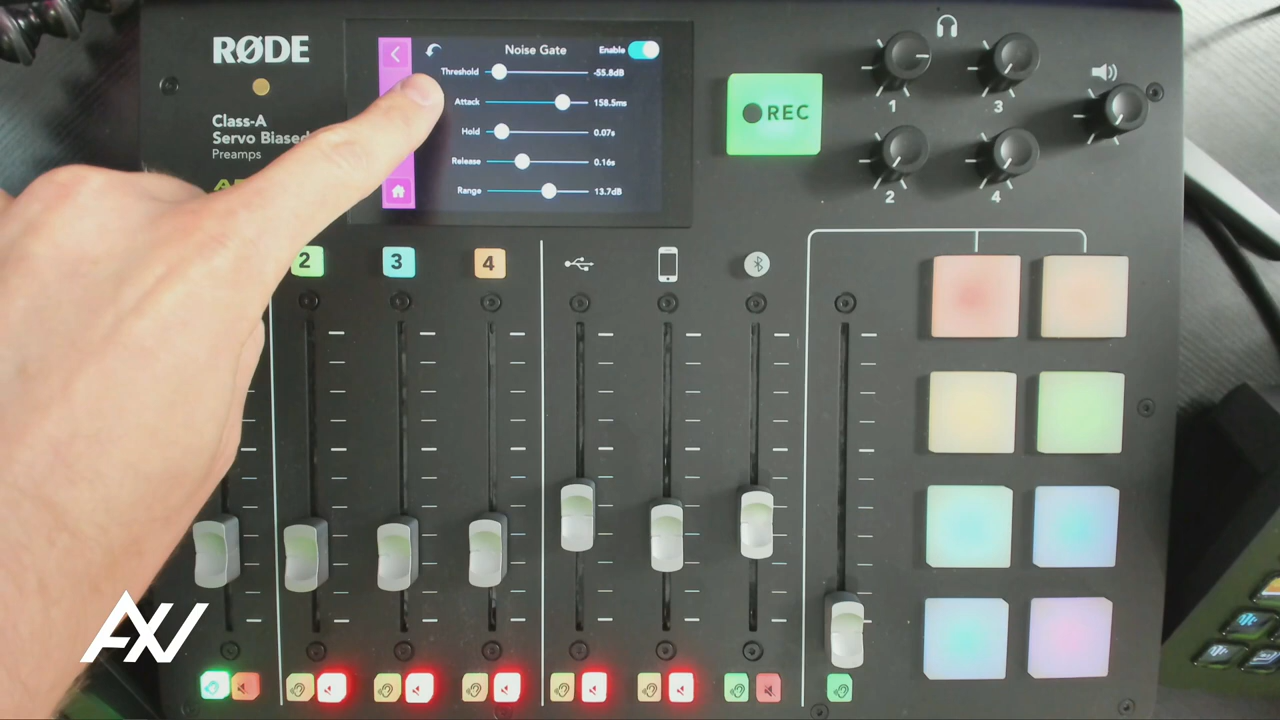 RØDE
Class-A
Servo Biased
Preamps
Noise Gate
Enable
Threshold -55.8dB
Attack 158.5ms
Hold 0.07s
Release 0.16s
Range 13.7dB
REC
1
3
2
4
2
3
4
AXV